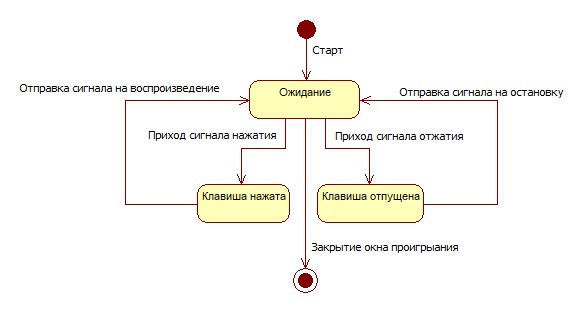 Старт
Отправка сигнала на воспроизведение
Ожидание
Отправка сигнала на остановку
Приход сигнала нажатия
Приход сигнала отжатия
Клавиша нажата
Клавиша отпущена
Закрытие окна проигрыания